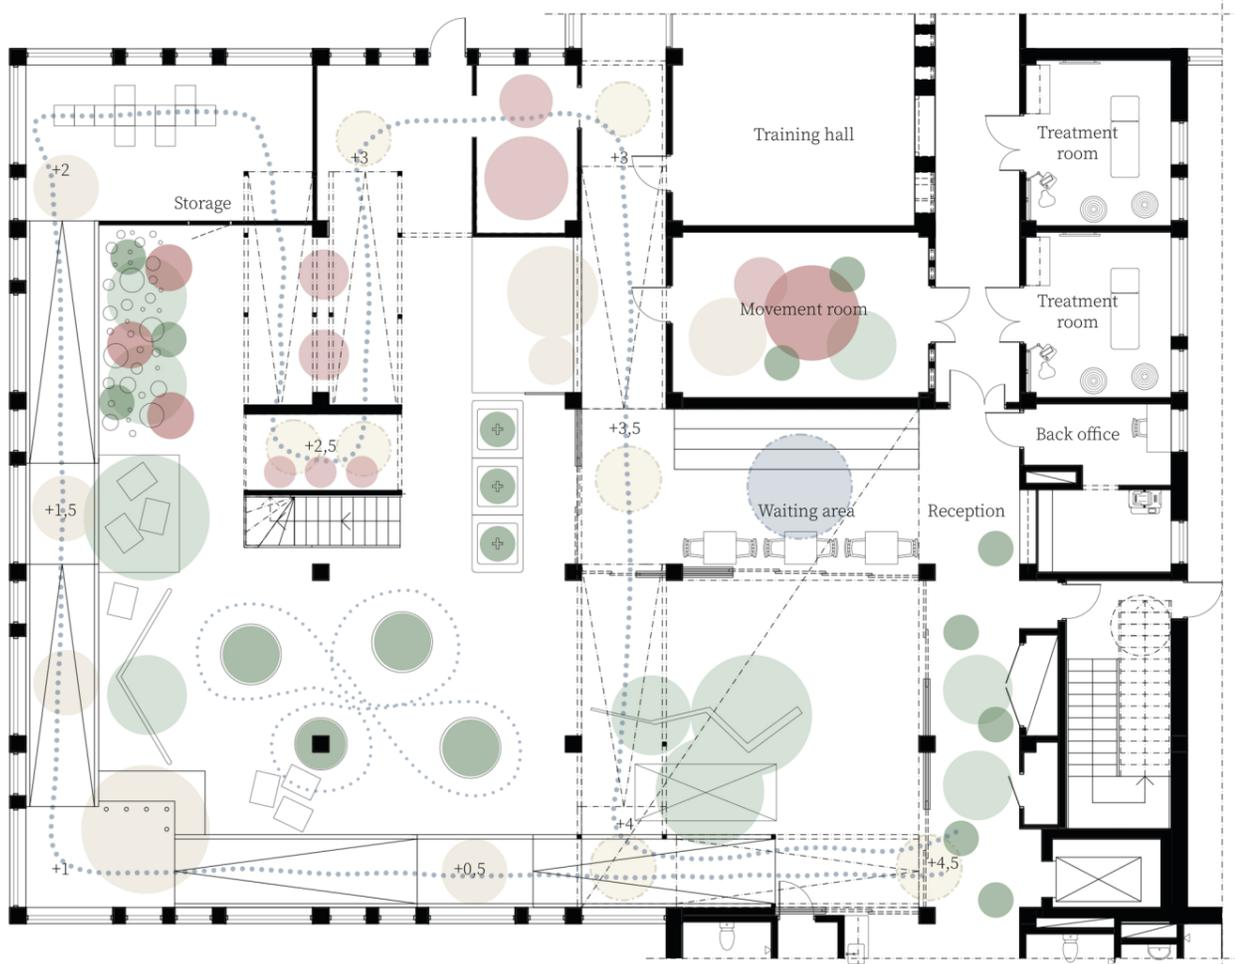 Training hall
Treatment
room
+3
+3
+2
Storage
Movement room
Treatment
room
+2,5
+3,5
Back office
+1,5
Waiting area
Reception
+4
+1
+0,5
+4,5